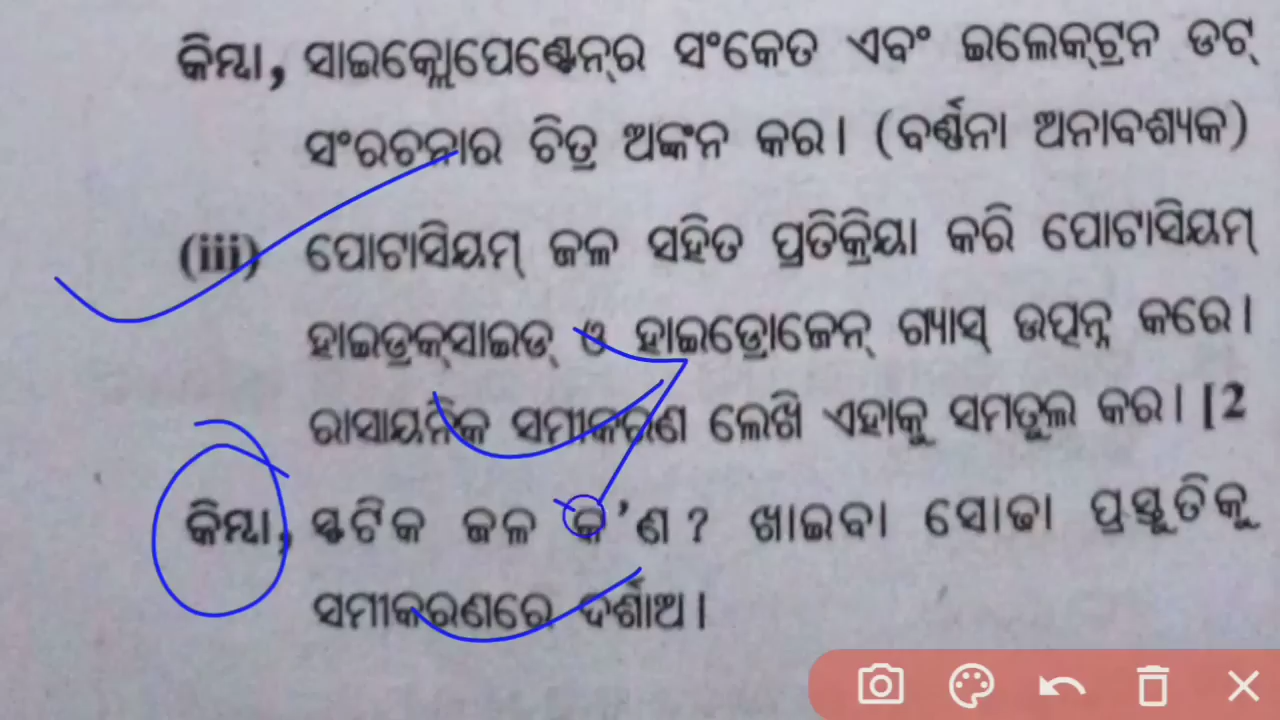 କିମ୍ବା, ସାଇକ୍ଲୋପେଣ୍ଟେନ୍‌ର ସଂକେତ ଏବଂ ଇଲେକ୍‌ଟ୍ରନ ଡଟ୍
ସଂରଚନାର ଚିତ୍ର ଅଙ୍କନ କର। (ବର୍ଣ୍ଣନା ଅନାବଶ୍ୟକ)
(iii) ପୋଟାସିୟମ୍ ଜଳ ସହିତ ପ୍ରତିକ୍ରିୟା କରି ପୋଟାସିୟମ୍
ହାଇଡ୍ରକ୍‌ସାଇଡ୍ ଓ ହାଇଡ୍ରୋଜେନ୍ ଗ୍ୟାସ୍ ଉତ୍ପନ୍ନ କରେ।
ରାସାୟନିକ ସମୀକରଣ ଲେଖି ଏହାକୁ ସମତୁଲ କର। [2
କିମ୍ବା, ସ୍ଫଟିକ ଜଳ କ'ଣ? ଖାଇବା ସୋଡା ପ୍ରସ୍ତୁତିକୁ
ସମୀକରଣରେ ଦର୍ଶାଅ।